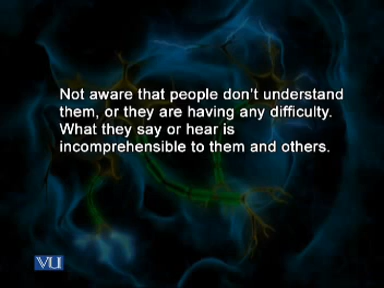 Not aware that people don't understand
them, or they are having any difficulty.
What they say or hear is
incomprehensible to them and others.
VU